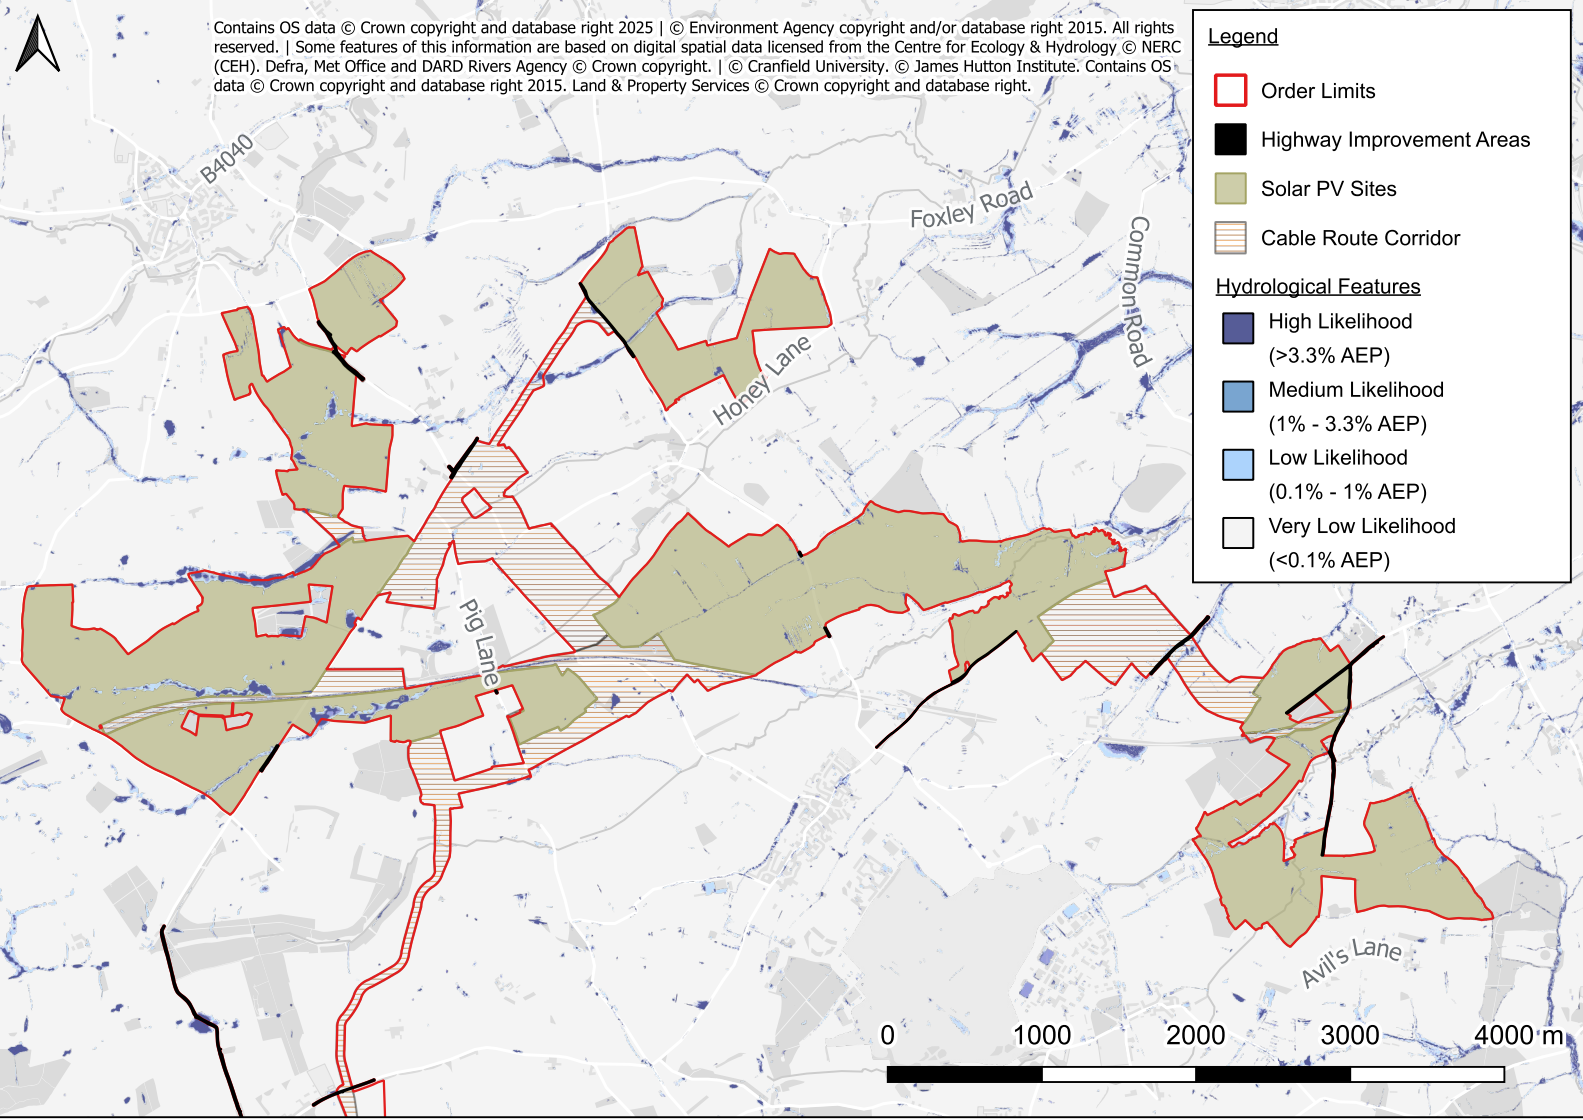 Contains OS data © Crown copyright and database right 2025 | © Environment Agency copyright and/or database right 2015. All rights
reserved. | Some features of this information are based on digital spatial data licensed from the Centre for Ecology & Hydrology © NERC
(CEH). Defra, Met Office and DARD Rivers Agency © Crown copyright. | © Cranfield University. © James Hutton Institute. Contains OS
data © Crown copyright and database right 2015. Land & Property Services © Crown copyright and database right.
Legend
Order Limits
Highway Improvement Areas
Solar PV Sites
Cable Route Corridor
Hydrological Features
High Likelihood
(>3.3% AEP)
Medium Likelihood
(1% - 3.3% AEP)
Low Likelihood
(0.1% - 1% AEP)
Very Low Likelihood
(<0.1% AEP)
B4040
Foxley Road
Common Road
Honey Lane
Pig Lane
Avil's Lane
0 1000 2000 3000 4000 m